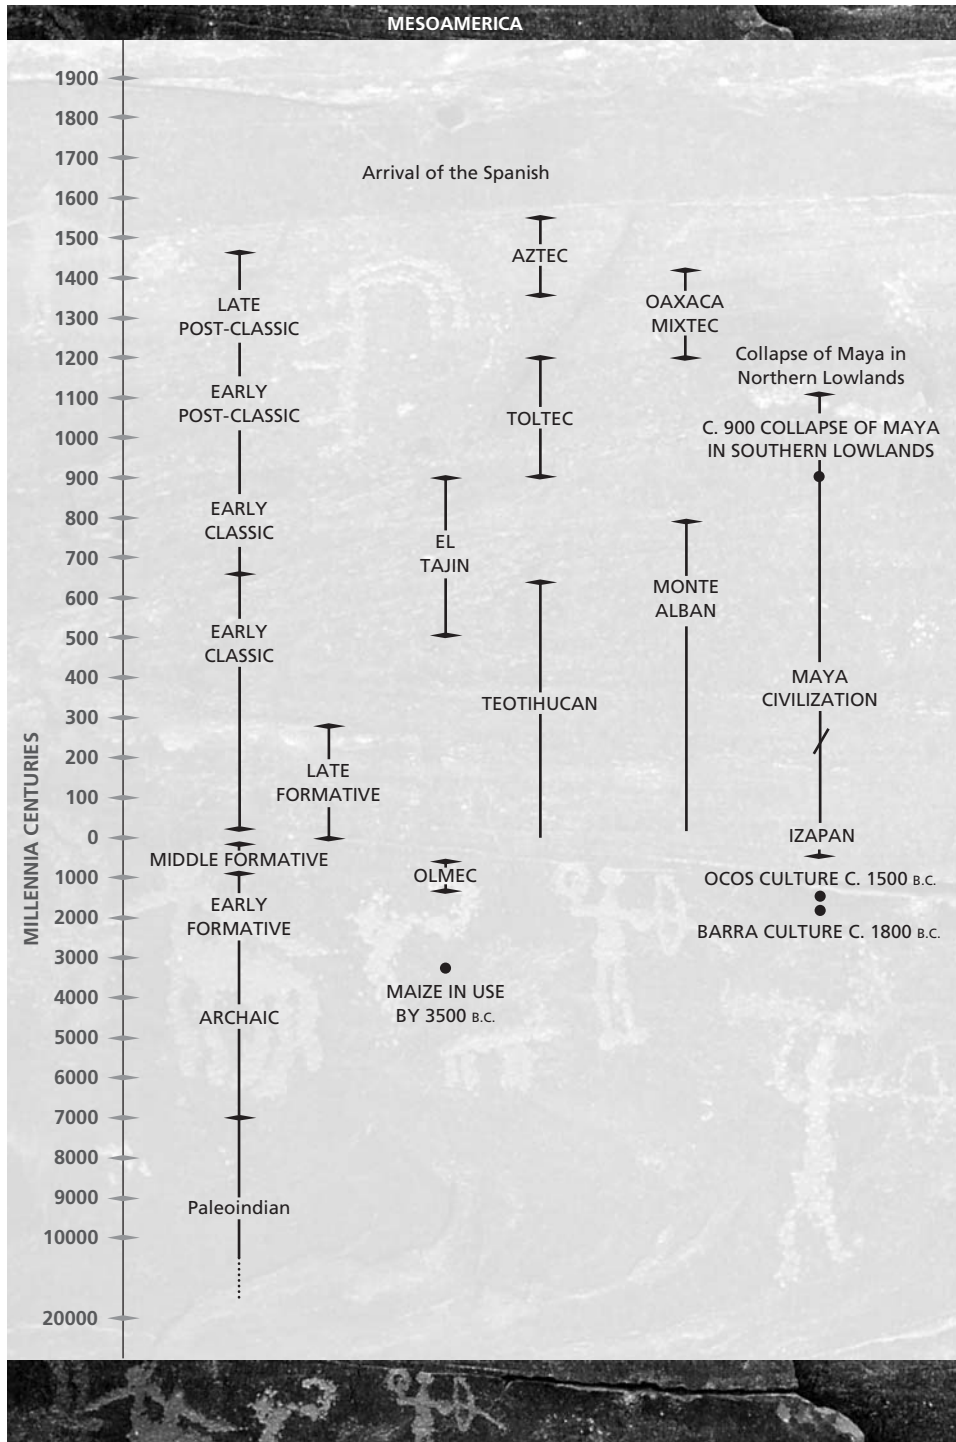 MESOAMERICA
1900
1800
1700
Arrival of the Spanish
1600
1500
AZTEC
1400
LATE
POST-CLASSIC
OAXACA
MIXTEC
1300
1200
Collapse of Maya in
Northern Lowlands
EARLY
POST-CLASSIC
1100
TOLTEC
C. 900 COLLAPSE OF MAYA
IN SOUTHERN LOWLANDS
1000
900
EARLY
CLASSIC
800
EL
TAJIN
700
MONTE
ALBAN
600
EARLY
CLASSIC
500
400
MAYA
CIVILIZATION
TEOTIHUCAN
300
200
LATE
FORMATIVE
100
MILLENNIA CENTURIES
0
IZAPAN
MIDDLE FORMATIVE
1000
OLMEC
OCOS CULTURE C. 1500 B.C.
EARLY
FORMATIVE
2000
BARRA CULTURE C. 1800 B.C.
3000
MAIZE IN USE
BY 3500 B.C.
4000
ARCHAIC
5000
6000
7000
8000
9000
Paleoindian
10000
20000